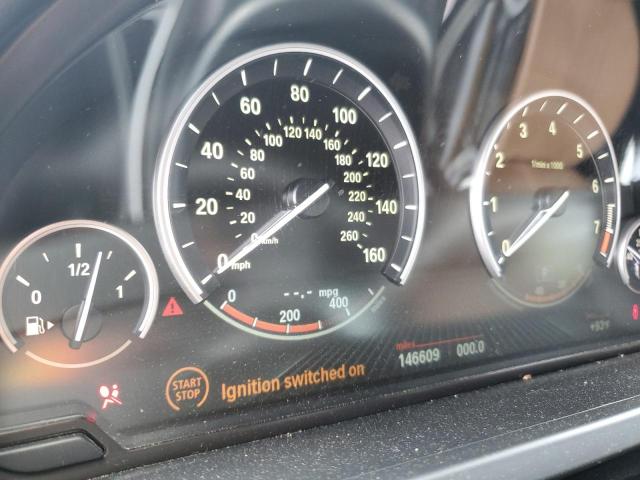 0 1/2 1
0 20 40 60 80 100 120 140 160
mph
0 20 40 60 80 100 120 140 160 180 200 220 240 260
km/h
--.- mpg
0 200 400
0 1 2 3 4 5 6 7
1/min x 1000
START
STOP
Ignition switched on
miles
146609 000.0
+92°F